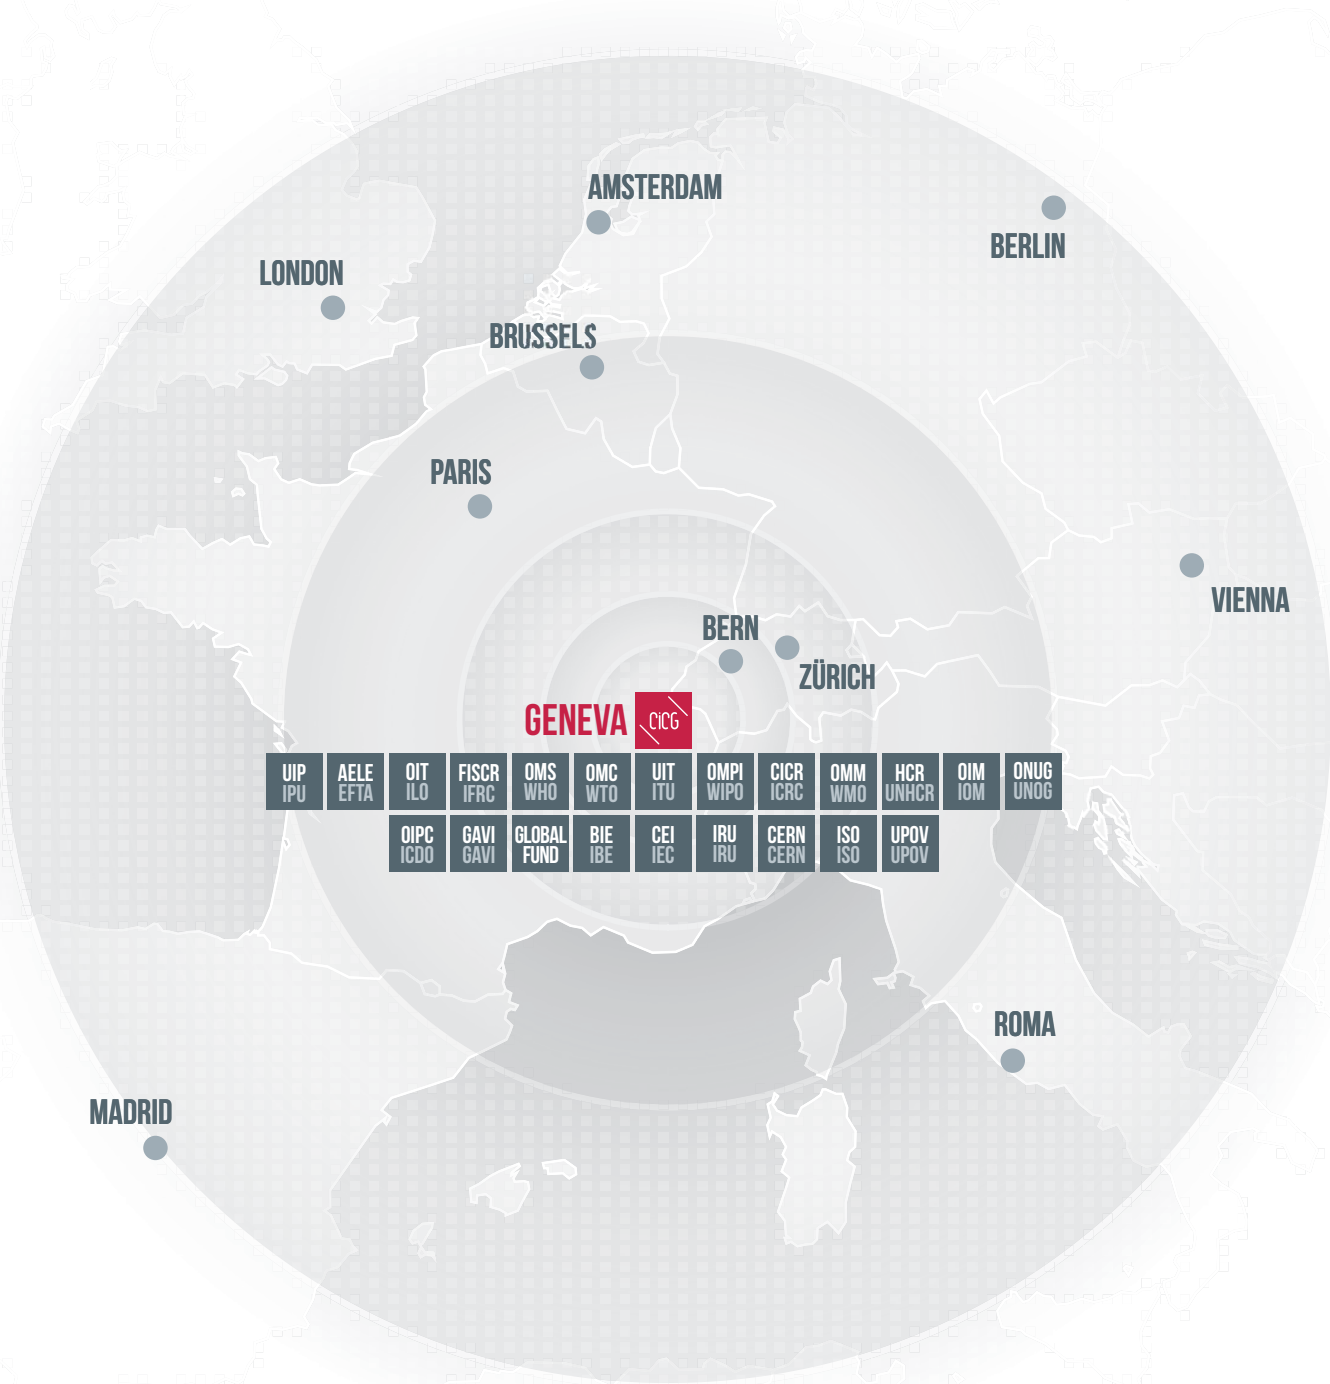 AMSTERDAM
BERLIN
LONDON
BRUSSELS
PARIS
VIENNA
BERN
ZÜRICH
GENEVA CiCG
UIP AELE OIT FISCR OMS OMC UIT OMPI CICR OMM HCR OIM ONUG
IPU EFTA ILO IFRC WHO WTO ITU WIPO ICRC WMO UNHCR IOM UNOG
OIPC GAVI GLOBAL BIE CEI IRU CERN ISO UPOV
ICDO GAVI FUND IBE IEC IRU CERN ISO UPOV
ROMA
MADRID